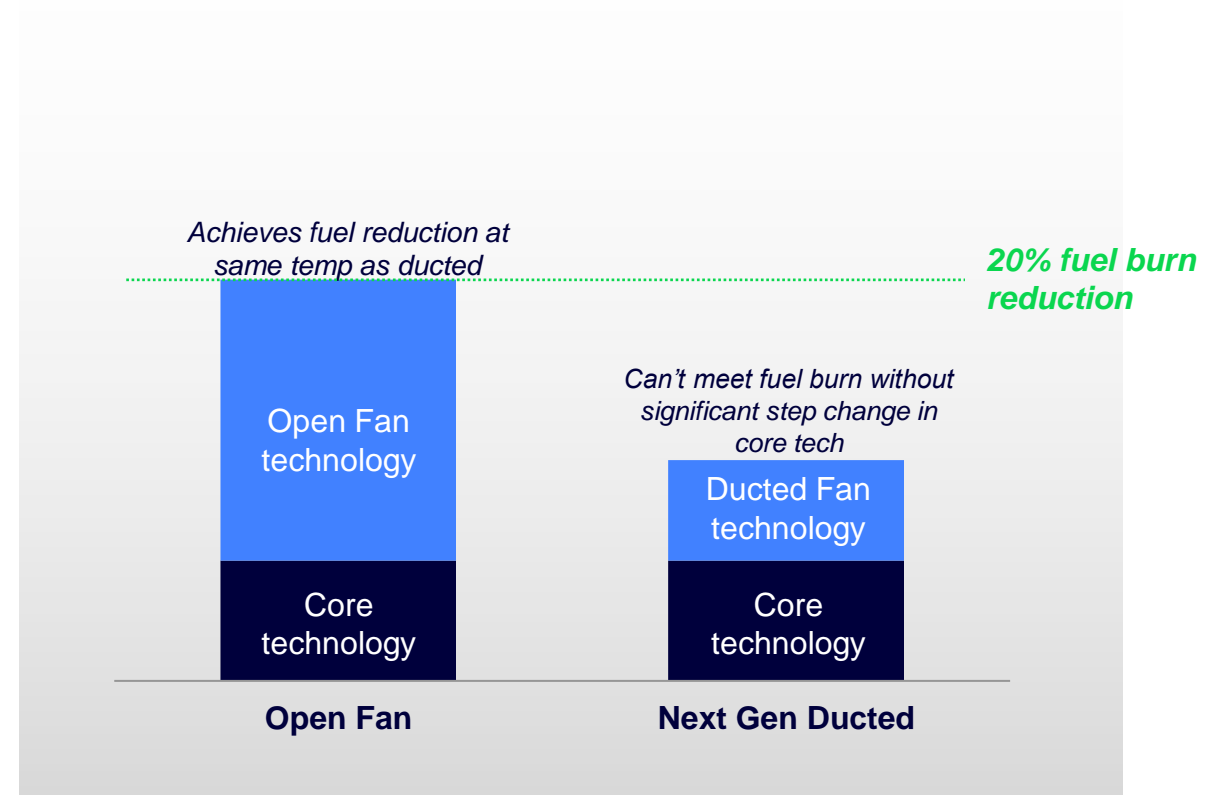 Achieves fuel reduction at
same temp as ducted
20% fuel burn
reduction
Can’t meet fuel burn without
significant step change in
core tech
Open Fan
technology
Ducted Fan
technology
Core
technology
Core
technology
Open Fan
Next Gen Ducted